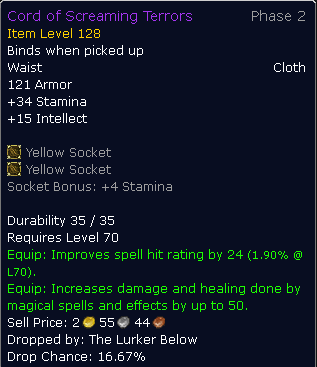 Cord of Screaming Terrors Phase 2
Item Level 128
Binds when picked up
Waist Cloth
121 Armor
+34 Stamina
+15 Intellect
Yellow Socket
Yellow Socket
Socket Bonus: +4 Stamina
Durability 35 / 35
Requires Level 70
Equip: Improves spell hit rating by 24 (1.90% @
L70).
Equip: Increases damage and healing done by
magical spells and effects by up to 50.
Sell Price: 2 55 44
Dropped by: The Lurker Below
Drop Chance: 16.67%